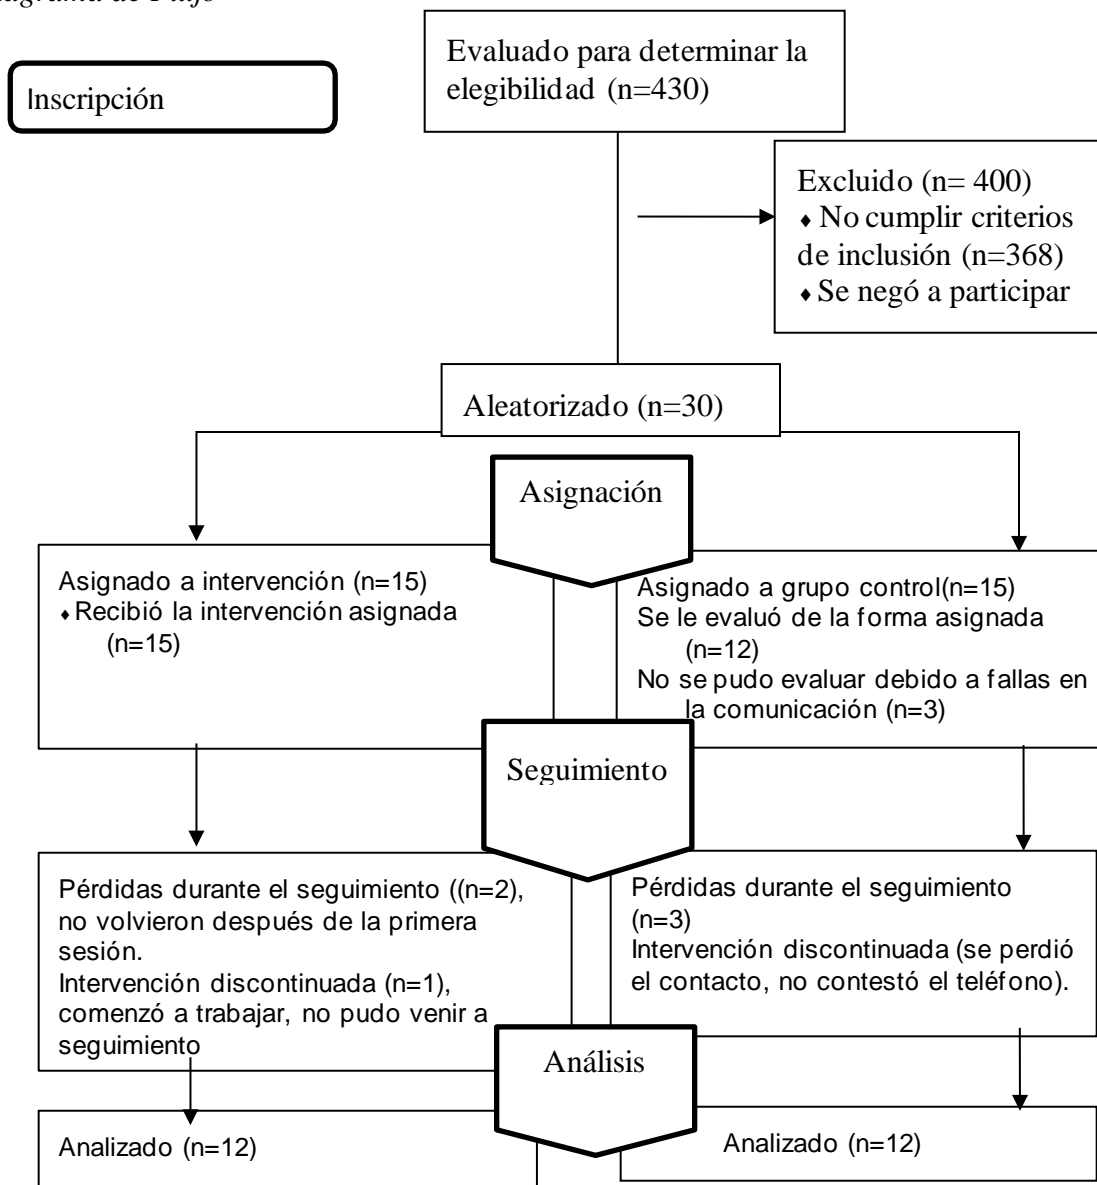 Diagrama de Flujo
Evaluado para determinar la
elegibilidad (n=430)
Inscripción
Excluido (n= 400)
♦ No cumplir criterios
de inclusión (n=368)
♦ Se negó a participar
Aleatorizado (n=30)
Asignación
Asignado a intervención (n=15)
♦ Recibió la intervención asignada
(n=15)
Asignado a grupo control(n=15)
Se le evaluó de la forma asignada
(n=12)
No se pudo evaluar debido a fallas en
la comunicación (n=3)
Seguimiento
Pérdidas durante el seguimiento ((n=2),
no volvieron después de la primera
sesión.
Intervención discontinuada (n=1),
comenzó a trabajar, no pudo venir a
seguimiento
Pérdidas durante el seguimiento
(n=3)
Intervención discontinuada (se perdió
el contacto, no contestó el teléfono).
Análisis
Analizado (n=12)
Analizado (n=12)